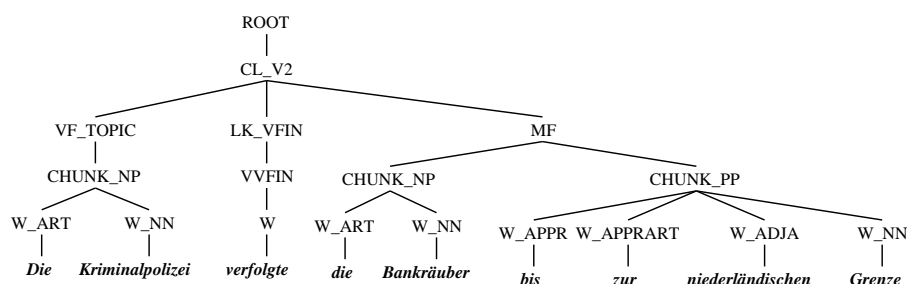 ROOT
CL_V2
VF_TOPIC LK_VFIN MF
CHUNK_NP VVFIN CHUNK_NP CHUNK_PP
W_ART W_NN W W_ART W_NN W_APPR W_APPRART W_ADJA W_NN
Die Kriminalpolizei verfolgte die Bankräuber bis zur niederländischen Grenze